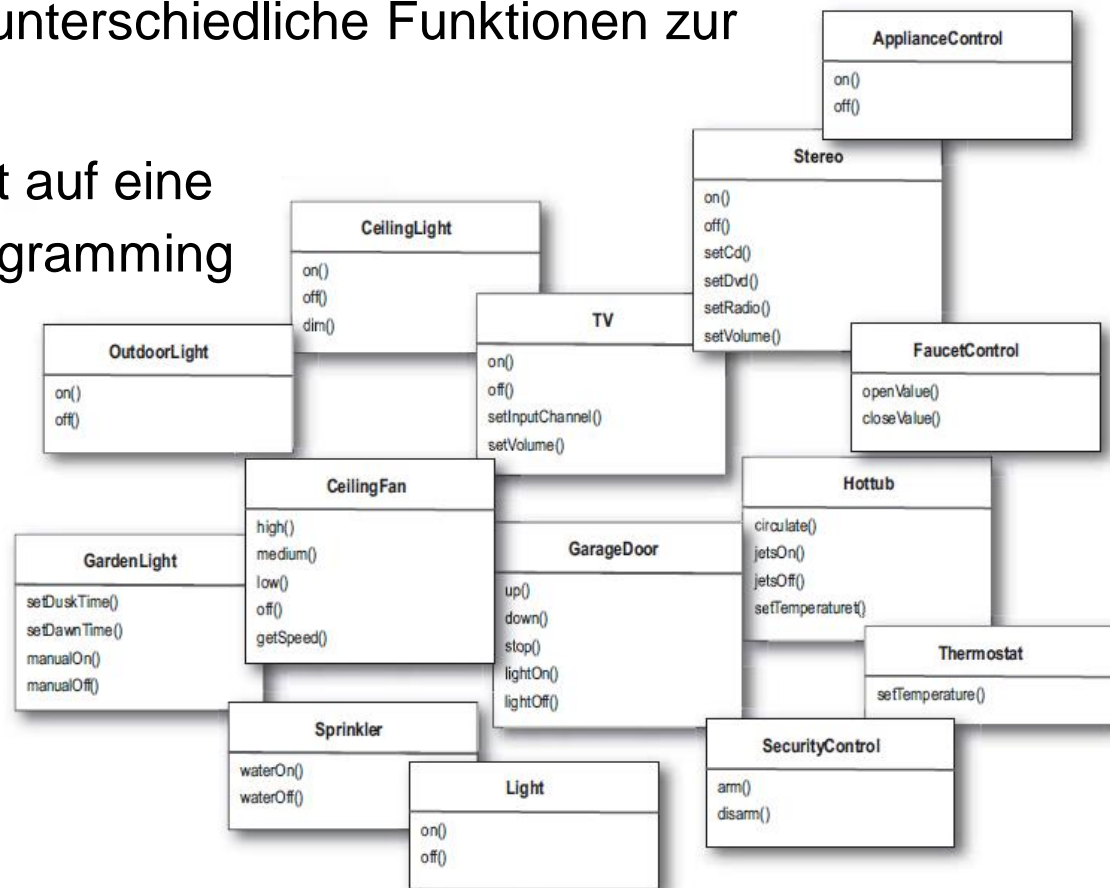 unterschiedliche Funktionen zur
t auf eine
gramming
ApplianceControl
on()
off()
Stereo
on()
off()
setCd()
setDvd()
setRadio()
setVolume()
CeilingLight
on()
off()
dim()
TV
on()
off()
setInputChannel()
setVolume()
OutdoorLight
on()
off()
FaucetControl
openValue()
closeValue()
CeilingFan
high()
medium()
low()
off()
getSpeed()
Hottub
circulate()
jetsOn()
jetsOff()
setTemperaturet()
GardenLight
setDuskTime()
setDawnTime()
manualOn()
manualOff()
GarageDoor
up()
down()
stop()
lightOn()
lightOff()
Thermostat
setTemperature()
Sprinkler
waterOn()
waterOff()
SecurityControl
arm()
disarm()
Light
on()
off()